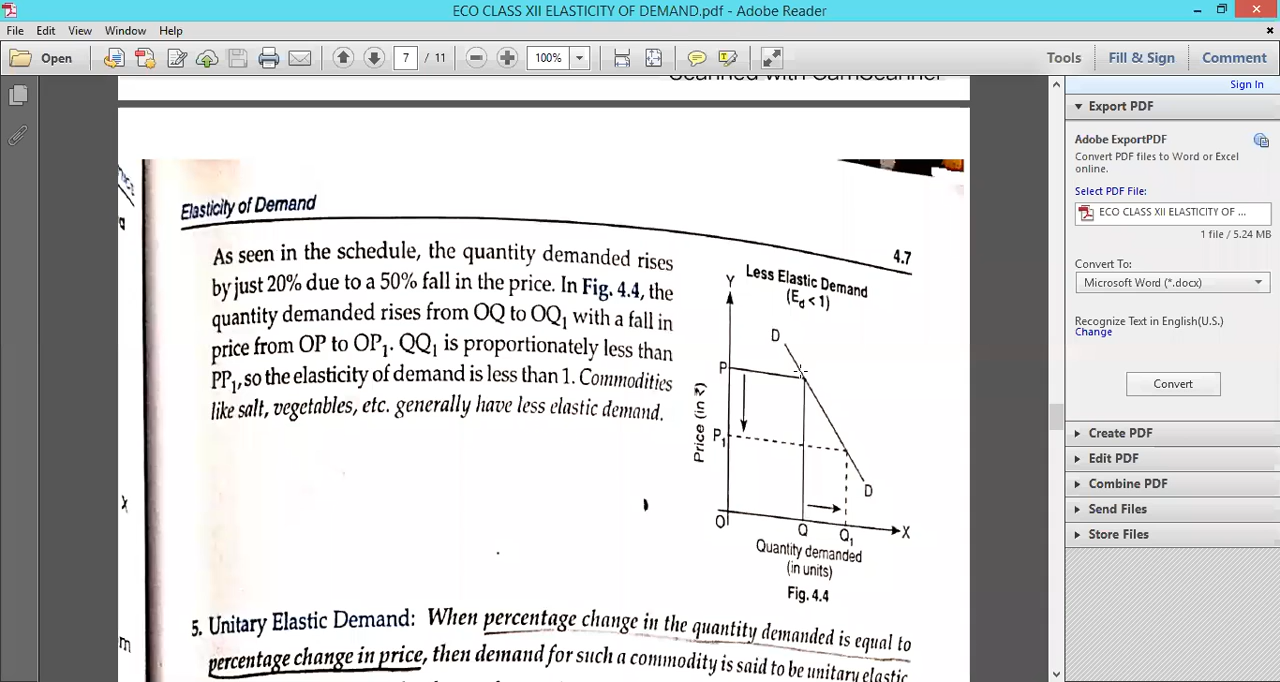 ECO CLASS XII ELASTICITY OF DEMAND.pdf - Adobe Reader
File Edit View Window Help
Open 7 / 11 100% Tools Fill & Sign Comment
Scanned with CamScanner
Sign In
Export PDF
Adobe ExportPDF
Convert PDF files to Word or Excel
online.
Select PDF File:
ECO CLASS XII ELASTICITY OF ...
1 file / 5.24 MB
Convert To:
Microsoft Word (*.docx)
Recognize Text in English(U.S.)
Change
Convert
Create PDF
Edit PDF
Combine PDF
Send Files
Store Files
Elasticity of Demand
4.7
As seen in the schedule, the quantity demanded rises
by just 20% due to a 50% fall in the price. In Fig. 4.4, the
quantity demanded rises from OQ to OQ1 with a fall in
price from OP to OP1. QQ1 is proportionately less than
PP1, so the elasticity of demand is less than 1. Commodities
like salt, vegetables, etc. generally have less elastic demand.
Less Elastic Demand
(Ed < 1)
Y
D
P
Price (in ₹)
P1
D
O
Q
Q1
X
Quantity demanded
(in units)
Fig. 4.4
5. Unitary Elastic Demand: When percentage change in the quantity demanded is equal to
percentage change in price, then demand for such a commodity is said to be unitary elastic